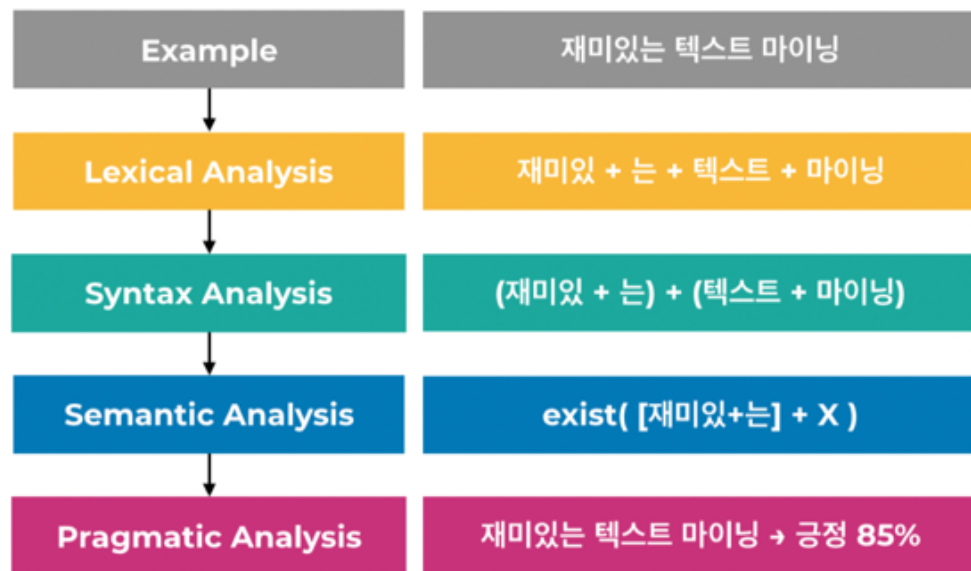 Example
재미있는 텍스트 마이닝
Lexical Analysis
재미있 + 는 + 텍스트 + 마이닝
Syntax Analysis
(재미있 + 는) + (텍스트 + 마이닝)
Semantic Analysis
exist( [재미있+는] + X )
Pragmatic Analysis
재미있는 텍스트 마이닝 → 긍정 85%